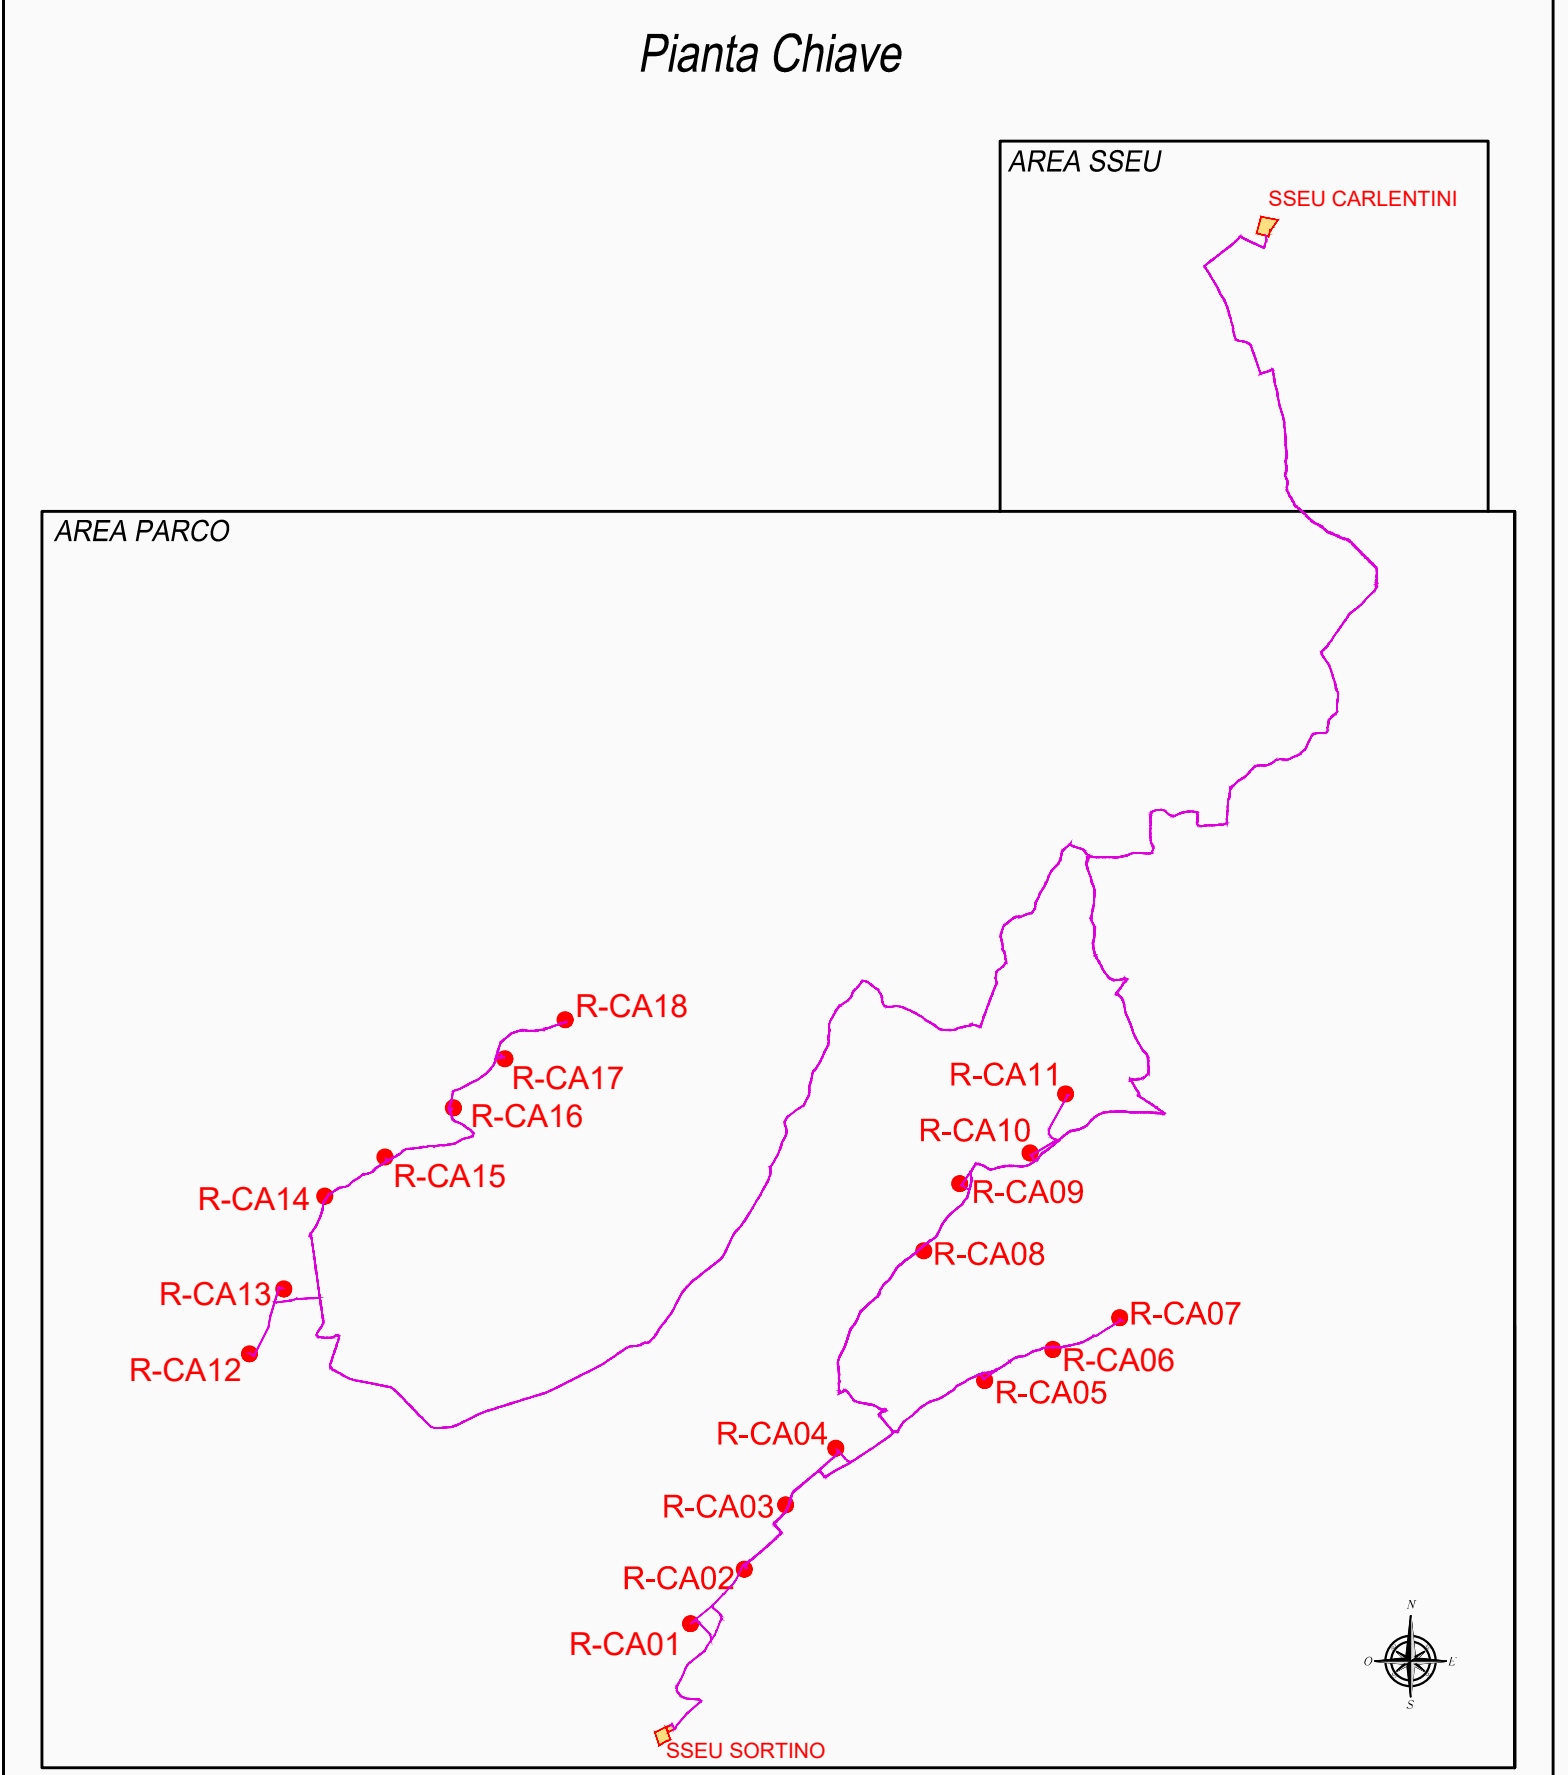 Pianta Chiave
AREA SSEU
SSEU CARLENTINI
AREA PARCO
R-CA18
R-CA17
R-CA11
R-CA16
R-CA10
R-CA15
R-CA14
R-CA09
R-CA08
R-CA13
R-CA07
R-CA06
R-CA12
R-CA05
R-CA04
R-CA03
R-CA02
R-CA01
N
O
E
S
SSEU SORTINO